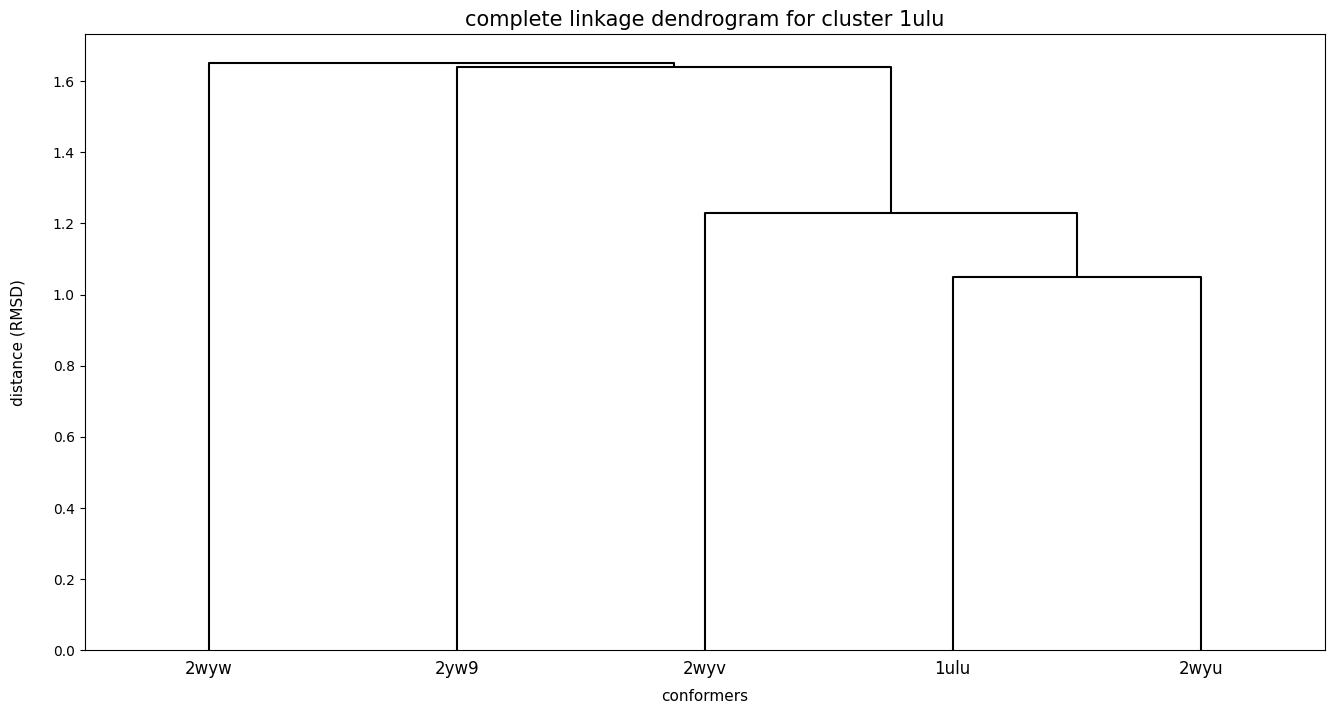 complete linkage dendrogram for cluster 1ulu
1.6
1.4
1.2
1.0
0.8
0.6
0.4
0.2
0.0
distance (RMSD)
2wyw 2yw9 2wyv 1ulu 2wyu
conformers